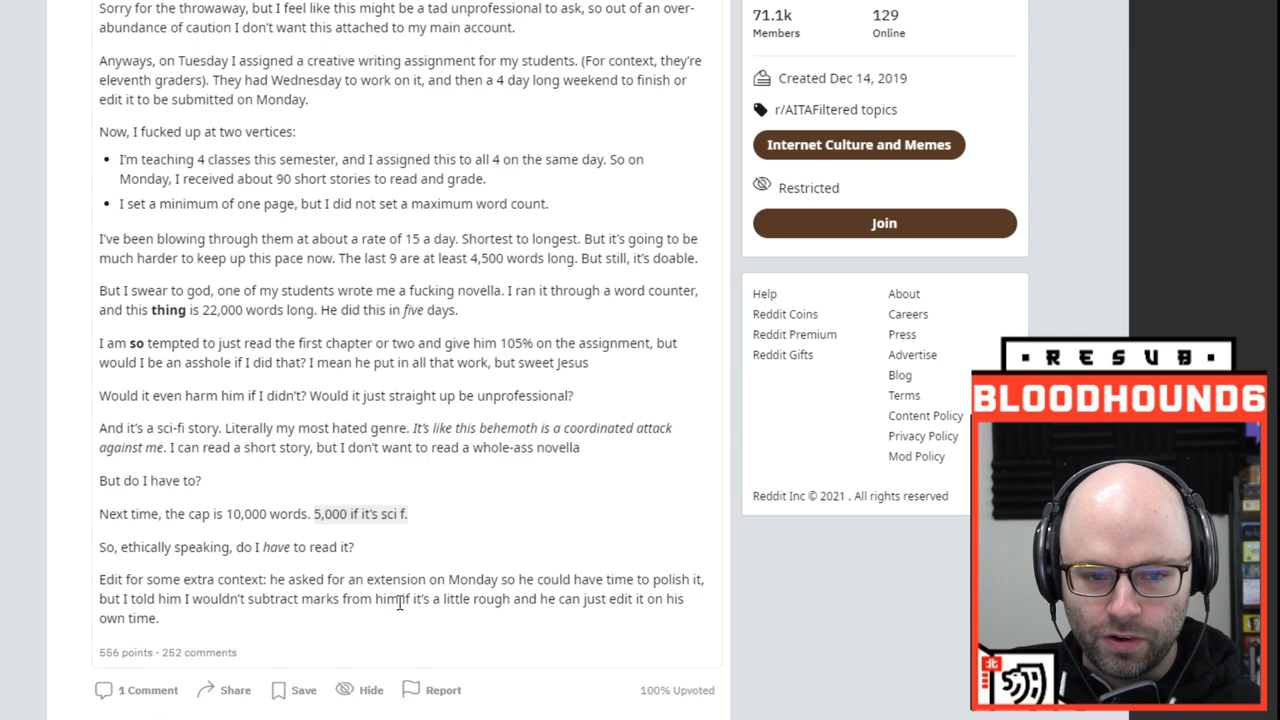 Sorry for the throwaway, but I feel like this might be a tad unprofessional to ask, so out of an over-
abundance of caution I don't want this attached to my main account.
Anyways, on Tuesday I assigned a creative writing assignment for my students. (For context, they're
eleventh graders). They had Wednesday to work on it, and then a 4 day long weekend to finish or
edit it to be submitted on Monday.
Now, I fucked up at two vertices:
• I'm teaching 4 classes this semester, and I assigned this to all 4 on the same day. So on
Monday, I received about 90 short stories to read and grade.
• I set a minimum of one page, but I did not set a maximum word count.
I've been blowing through them at about a rate of 15 a day. Shortest to longest. But it's going to be
much harder to keep up this pace now. The last 9 are at least 4,500 words long. But still, it's doable.
But I swear to god, one of my students wrote me a fucking novella. I ran it through a word counter,
and this thing is 22,000 words long. He did this in five days.
I am so tempted to just read the first chapter or two and give him 105% on the assignment, but
would I be an asshole if I did that? I mean he put in all that work, but sweet Jesus
Would it even harm him if I didn't? Would it just straight up be unprofessional?
And it's a sci-fi story. Literally my most hated genre. It's like this behemoth is a coordinated attack
against me. I can read a short story, but I don't want to read a whole-ass novella
But do I have to?
Next time, the cap is 10,000 words. 5,000 if it's sci f.
So, ethically speaking, do I have to read it?
Edit for some extra context: he asked for an extension on Monday so he could have time to polish it,
but I told him I wouldn't subtract marks from him if it's a little rough and he can just edit it on his
own time.
556 points · 252 comments
1 Comment Share Save Hide Report 100% Upvoted
71.1k 129
Members Online
Created Dec 14, 2019
r/AITAFiltered topics
Internet Culture and Memes
Restricted
Join
Help About
Reddit Coins Careers
Reddit Premium Press
Reddit Gifts Advertise
Blog
Terms
Content Policy
Privacy Policy
Mod Policy
Reddit Inc © 2021 . All rights reserved
· RESUB ·
BLOODHOUND6
北